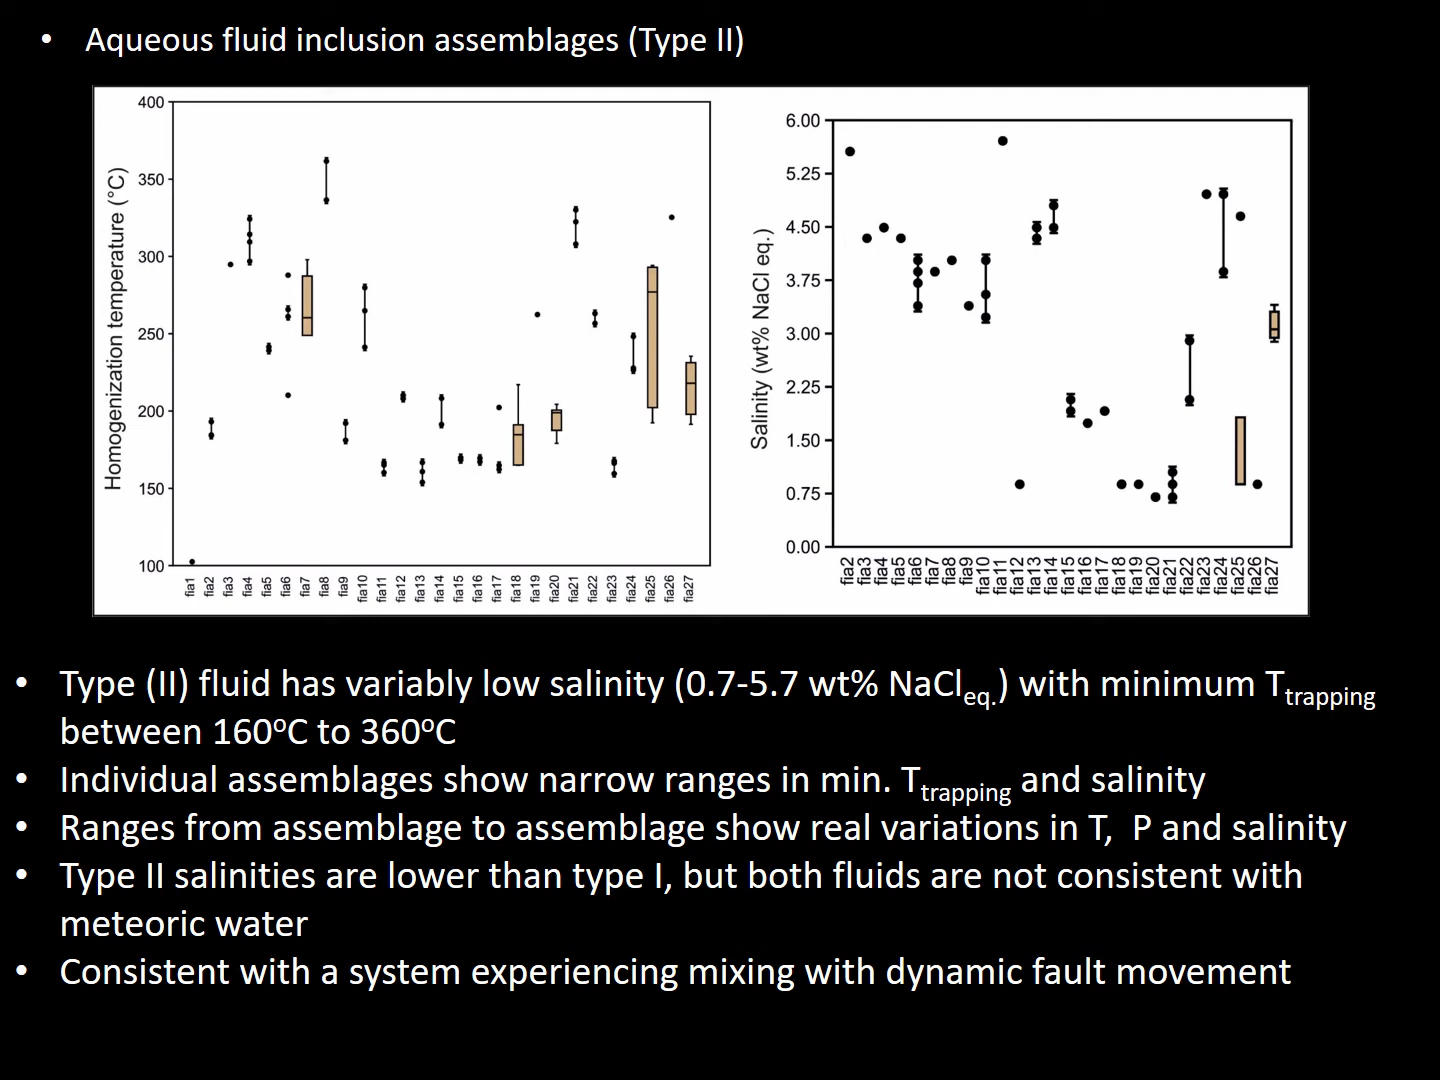 • Aqueous fluid inclusion assemblages (Type II)
Homogenization temperature (°C)
400
350
300
250
200
150
100
fia1
fia2
fia3
fia4
fia5
fia6
fia7
fia8
fia9
fia10
fia11
fia12
fia13
fia14
fia15
fia16
fia17
fia18
fia19
fia20
fia21
fia22
fia23
fia24
fia25
fia26
fia27
Salinity (wt% NaCl eq.)
6.00
5.25
4.50
3.75
3.00
2.25
1.50
0.75
0.00
fia2
fia3
fia4
fia5
fia6
fia7
fia8
fia9
fia10
fia11
fia12
fia13
fia14
fia15
fia16
fia17
fia18
fia19
fia20
fia21
fia22
fia23
fia24
fia25
fia26
fia27
• Type (II) fluid has variably low salinity (0.7-5.7 wt% NaCleq.) with minimum Ttrapping
between 160ºC to 360ºC
• Individual assemblages show narrow ranges in min. Ttrapping and salinity
• Ranges from assemblage to assemblage show real variations in T, P and salinity
• Type II salinities are lower than type I, but both fluids are not consistent with
meteoric water
• Consistent with a system experiencing mixing with dynamic fault movement